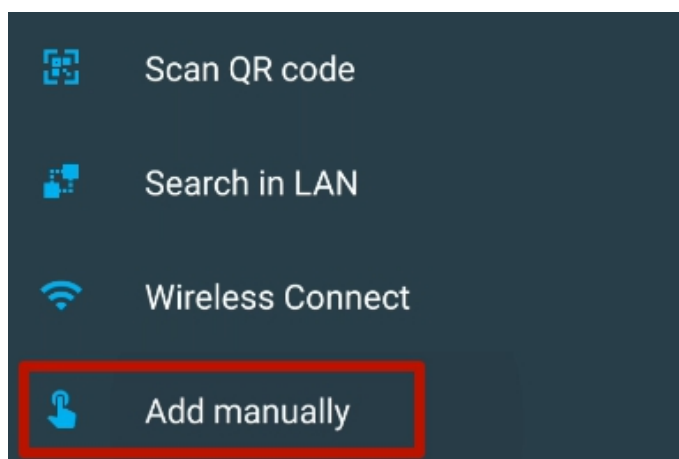 Scan QR code
Search in LAN
Wireless Connect
Add manually